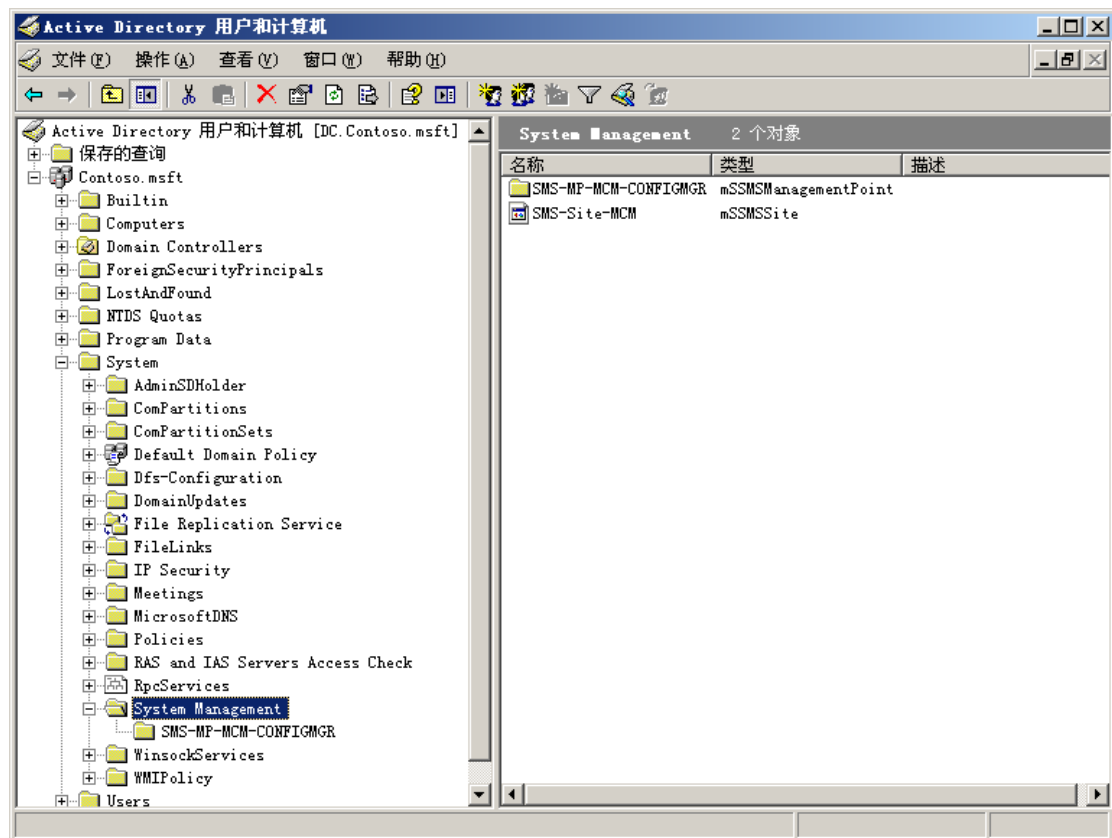 Active Directory 用户和计算机
文件(F) 操作(A) 查看(V) 窗口(W) 帮助(H)
Active Directory 用户和计算机 [DC.Contoso.msft]
保存的查询
Contoso.msft
Builtin
Computers
Domain Controllers
ForeignSecurityPrincipals
LostAndFound
NTDS Quotas
Program Data
System
AdminSDHolder
ComPartitions
ComPartitionSets
Default Domain Policy
Dfs-Configuration
DomainUpdates
File Replication Service
FileLinks
IP Security
Meetings
MicrosoftDNS
Policies
RAS and IAS Servers Access Check
RpcServices
System Management
SMS-MP-MCM-CONFIGMGR
WinsockServices
WMIPolicy
Users
System Management 2 个对象
名称 类型 描述
SMS-MP-MCM-CONFIGMGR mSSMSManagementPoint
SMS-Site-MCM mSSMSSite